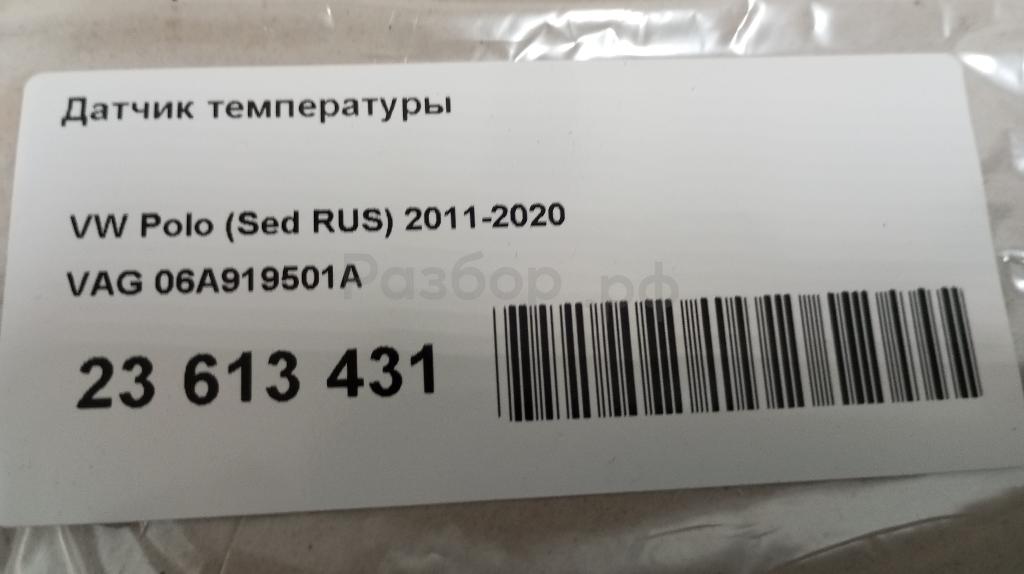 Датчик температуры
VW Polo (Sed RUS) 2011-2020
VAG 06A919501A
Разбор.рф
23 613 431